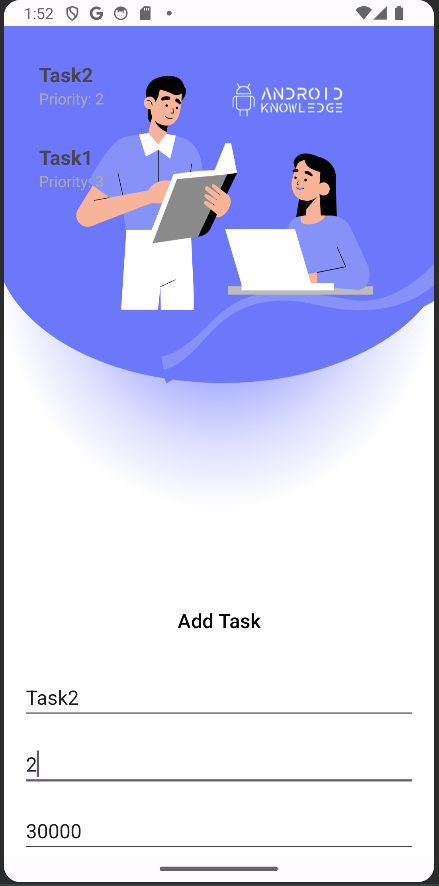 1:52
Task2
Priority: 2
ANDROID
KNOWLEDGE
Task1
Priority: 3
Add Task
Task2
2
30000